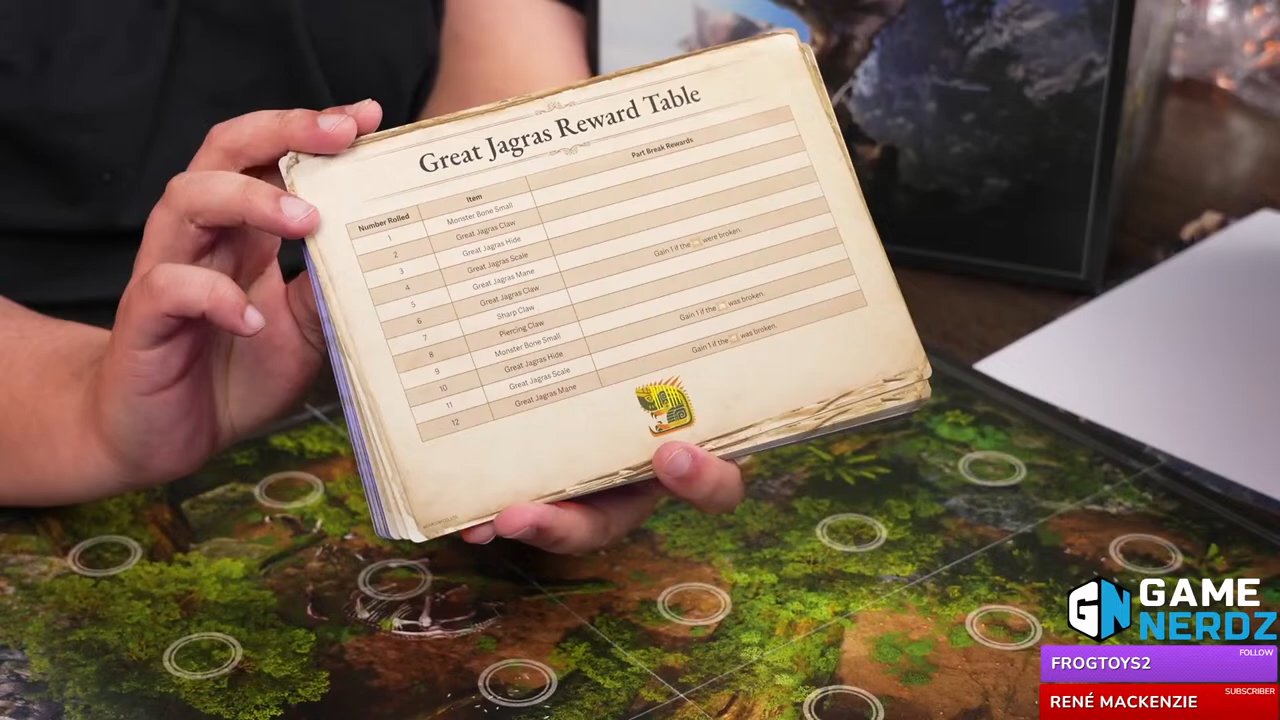 Great Jagras Reward Table
Number Rolled Item Part Break Rewards
1 Monster Bone Small
2 Great Jagras Claw
3 Great Jagras Hide
4 Great Jagras Scale
5 Great Jagras Mane
6 Great Jagras Claw Gain 1 if the were broken.
7 Sharp Claw
8 Piercing Claw
9 Monster Bone Small
10 Great Jagras Hide Gain 1 if the was broken.
11 Great Jagras Scale
12 Great Jagras Mane Gain 1 if the was broken.
GN GAME
NERDZ
FOLLOW
FROGTOYS2
SUBSCRIBER
RENÉ MACKENZIE